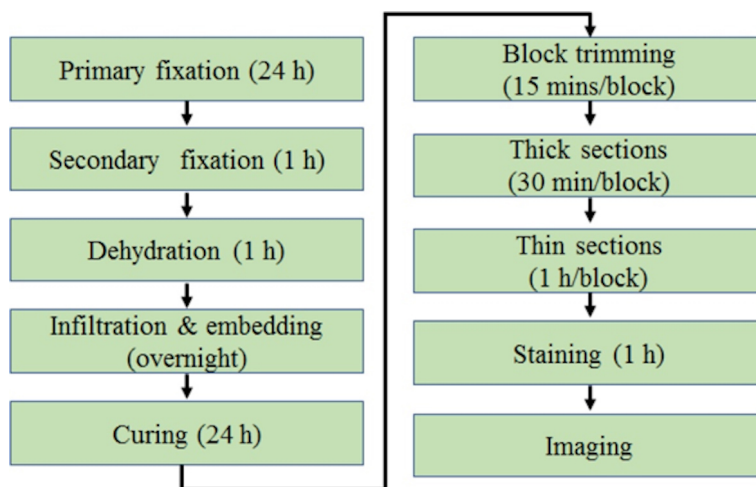 Primary fixation (24 h)
Secondary fixation (1 h)
Dehydration (1 h)
Infiltration & embedding
(overnight)
Curing (24 h)
Block trimming
(15 mins/block)
Thick sections
(30 min/block)
Thin sections
(1 h/block)
Staining (1 h)
Imaging